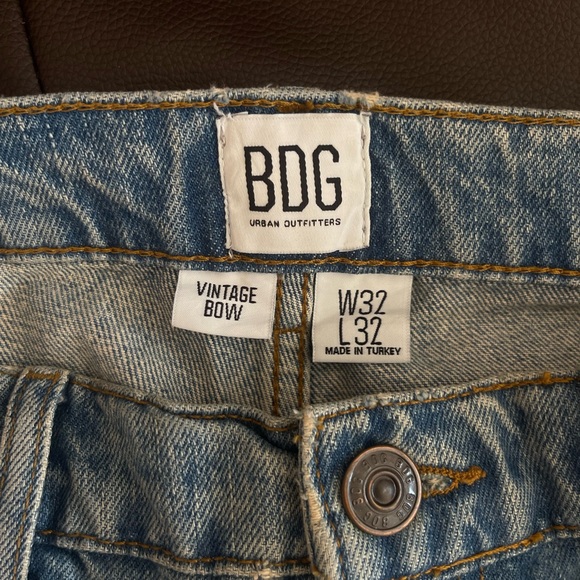 BDG
URBAN OUTFITTERS
VINTAGE
BOW
W32
L32
MADE IN TURKEY